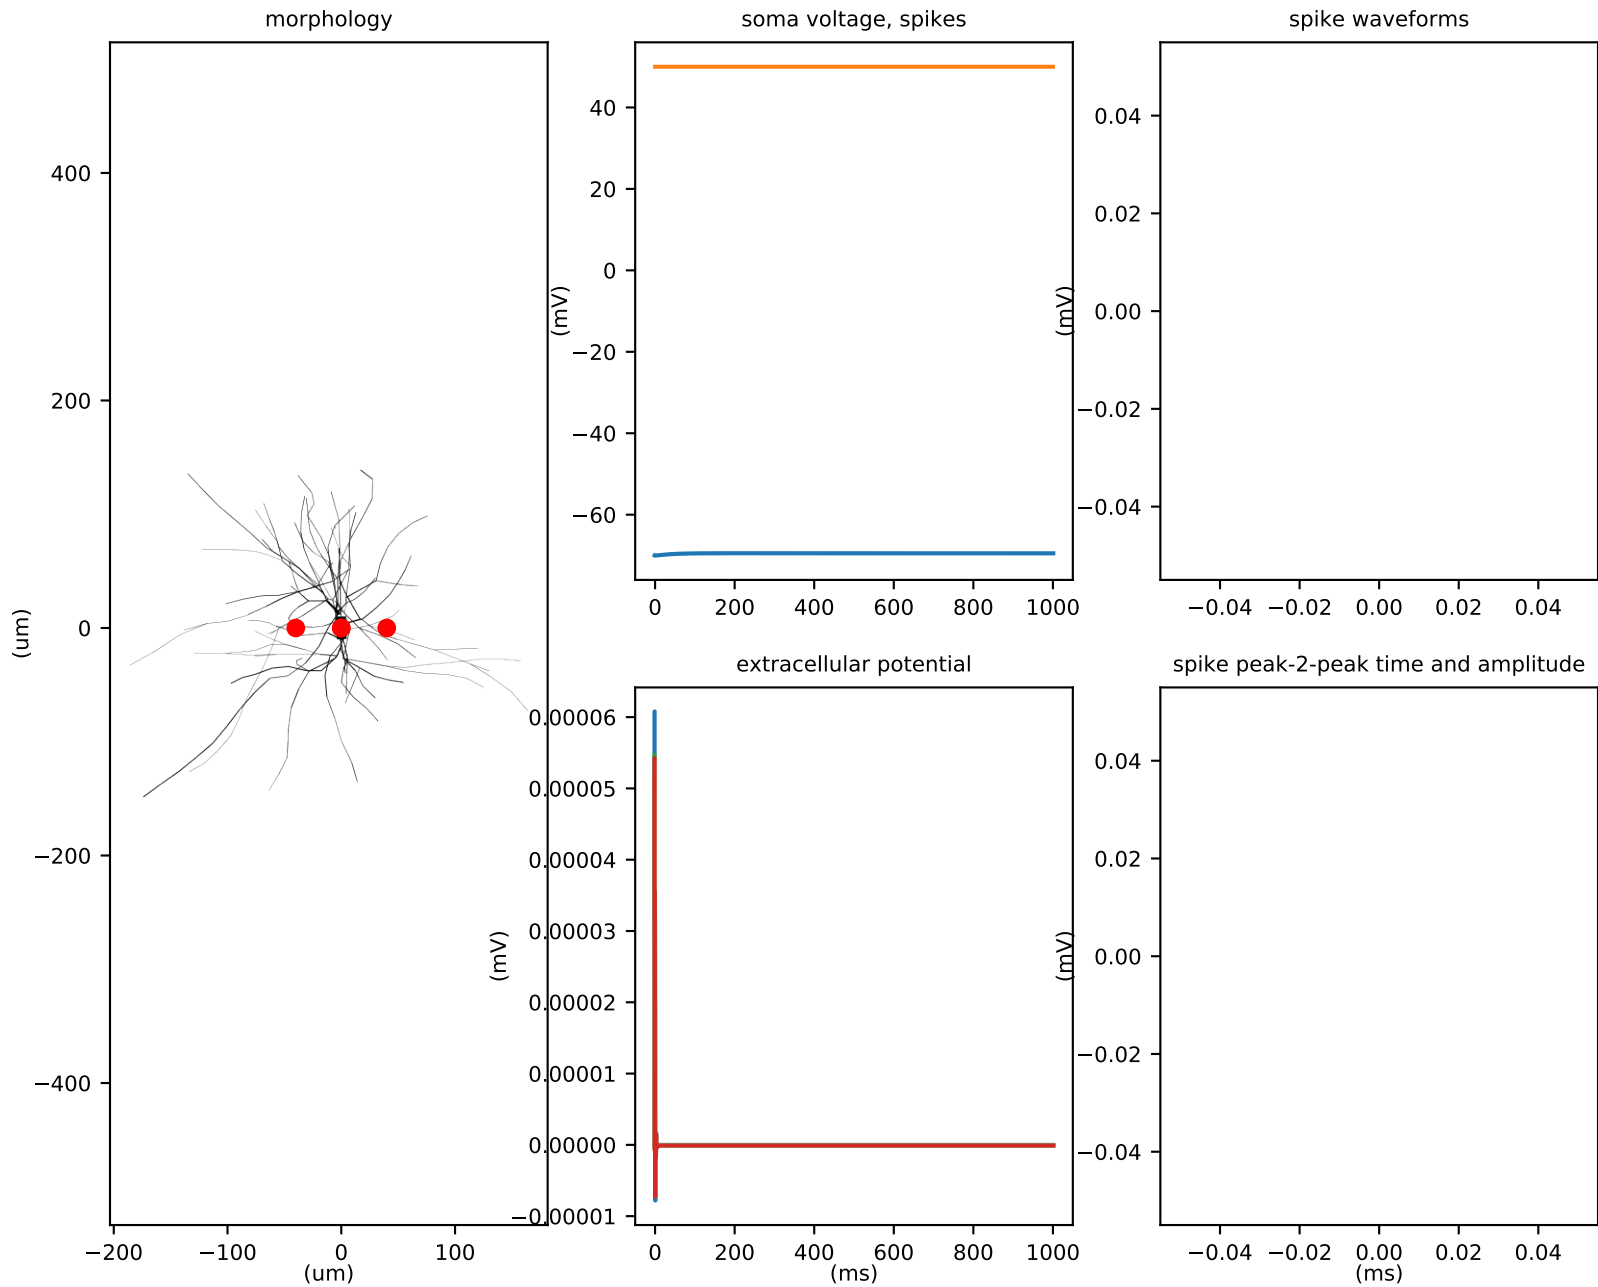 morphology
400
200
0
−200
−400
(um)
−200 −100 0 100
(um)
soma voltage, spikes
40
20
0
−20
−40
−60
(mV)
0 200 400 600 800 1000
spike waveforms
0.04
0.02
0.00
−0.02
−0.04
(mV)
−0.04 −0.02 0.00 0.02 0.04
extracellular potential
0.00006
0.00005
0.00004
0.00003
0.00002
0.00001
0.00000
−0.00001
(mV)
0 200 400 600 800 1000
(ms)
spike peak-2-peak time and amplitude
0.04
0.02
0.00
−0.02
−0.04
(mV)
−0.04 −0.02 0.00 0.02 0.04
(ms)